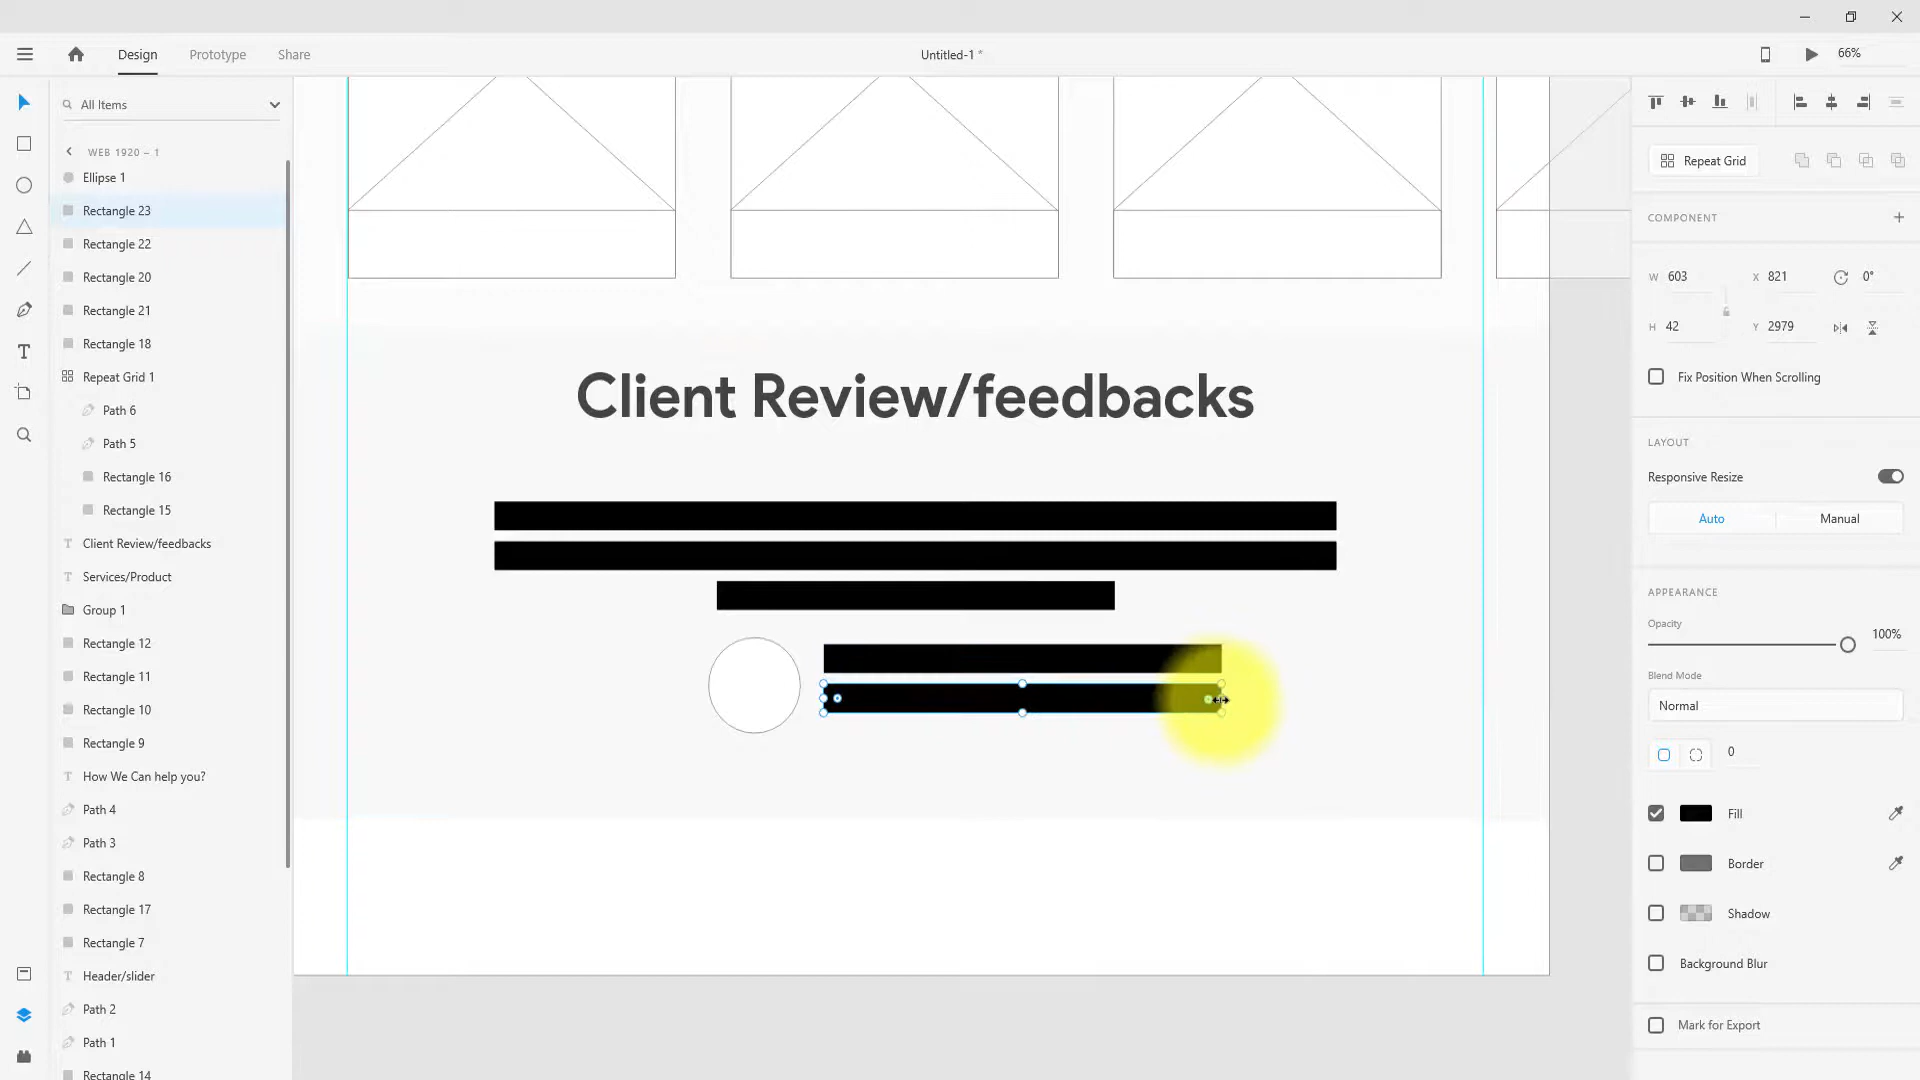 Design
Prototype
Share
Untitled-1 *
66%
All Items
WEB 1920 – 1
Ellipse 1
Rectangle 23
Rectangle 22
Rectangle 20
Rectangle 21
Rectangle 18
Repeat Grid 1
Path 6
Path 5
Rectangle 16
Rectangle 15
Client Review/feedbacks
Services/Product
Group 1
Rectangle 12
Rectangle 11
Rectangle 10
Rectangle 9
How We Can help you?
Path 4
Path 3
Rectangle 8
Rectangle 17
Rectangle 7
Header/slider
Path 2
Path 1
Rectangle 14
Client Review/feedbacks
Repeat Grid
COMPONENT
W 603 X 821 0°
H 42 Y 2979
Fix Position When Scrolling
LAYOUT
Responsive Resize
Auto Manual
APPEARANCE
Opacity
100%
Blend Mode
Normal
0
Fill
Border
Shadow
Background Blur
Mark for Export